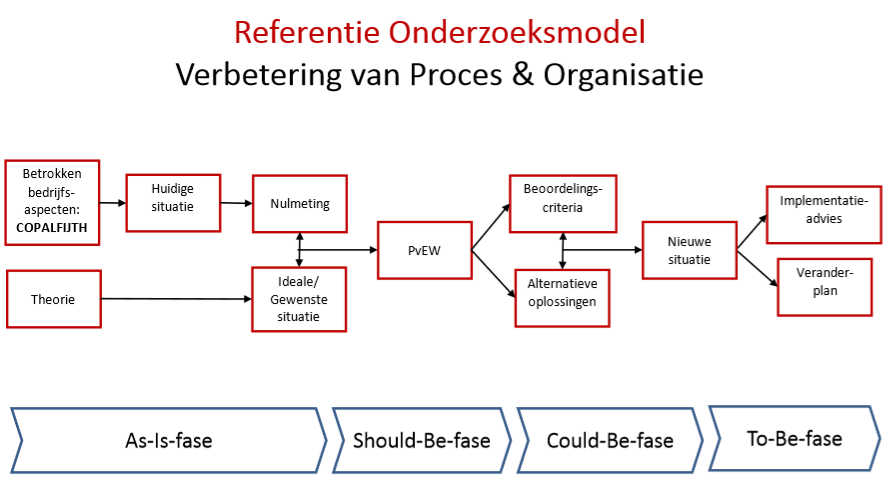 Referentie Onderzoeksmodel
Verbetering van Proces & Organisatie
Betrokken
bedrijfs-
aspecten:
COPALFIJTH
Huidige
situatie
Nulmeting
Theorie
Ideale/
Gewenste
situatie
PvEW
Beoordelings-
criteria
Alternatieve
oplossingen
Nieuwe
situatie
Implementatie-
advies
Verander-
plan
As-Is-fase
Should-Be-fase
Could-Be-fase
To-Be-fase